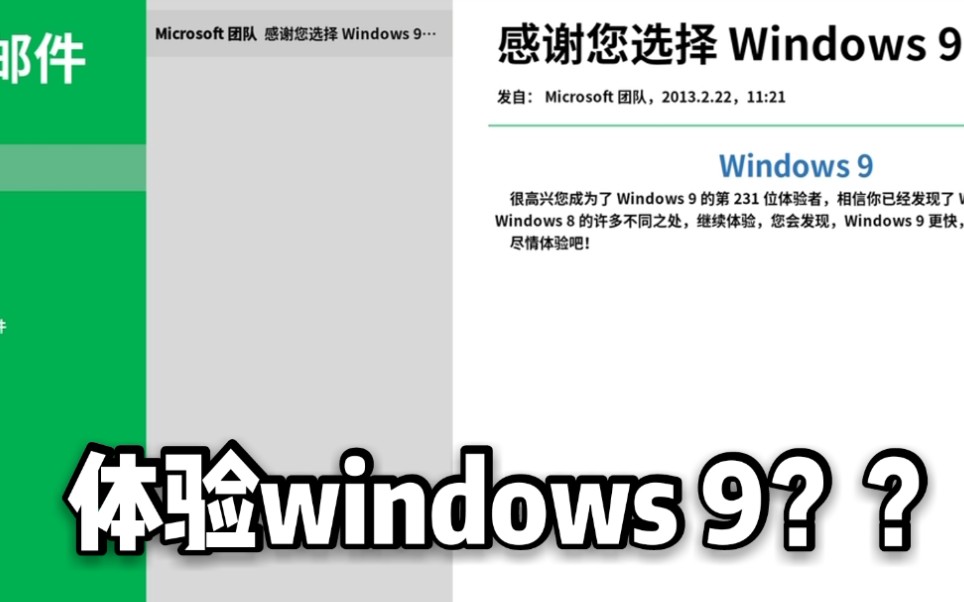 邮件
件
Microsoft 团队 感谢您选择 Windows 9…
感谢您选择 Windows 9
发自： Microsoft 团队，2013.2.22，11:21
Windows 9
很高兴您成为了 Windows 9 的第 231 位体验者，相信你已经发现了 W
Windows 8 的许多不同之处，继续体验，您会发现，Windows 9 更快，
尽情体验吧！
体验windows 9？？